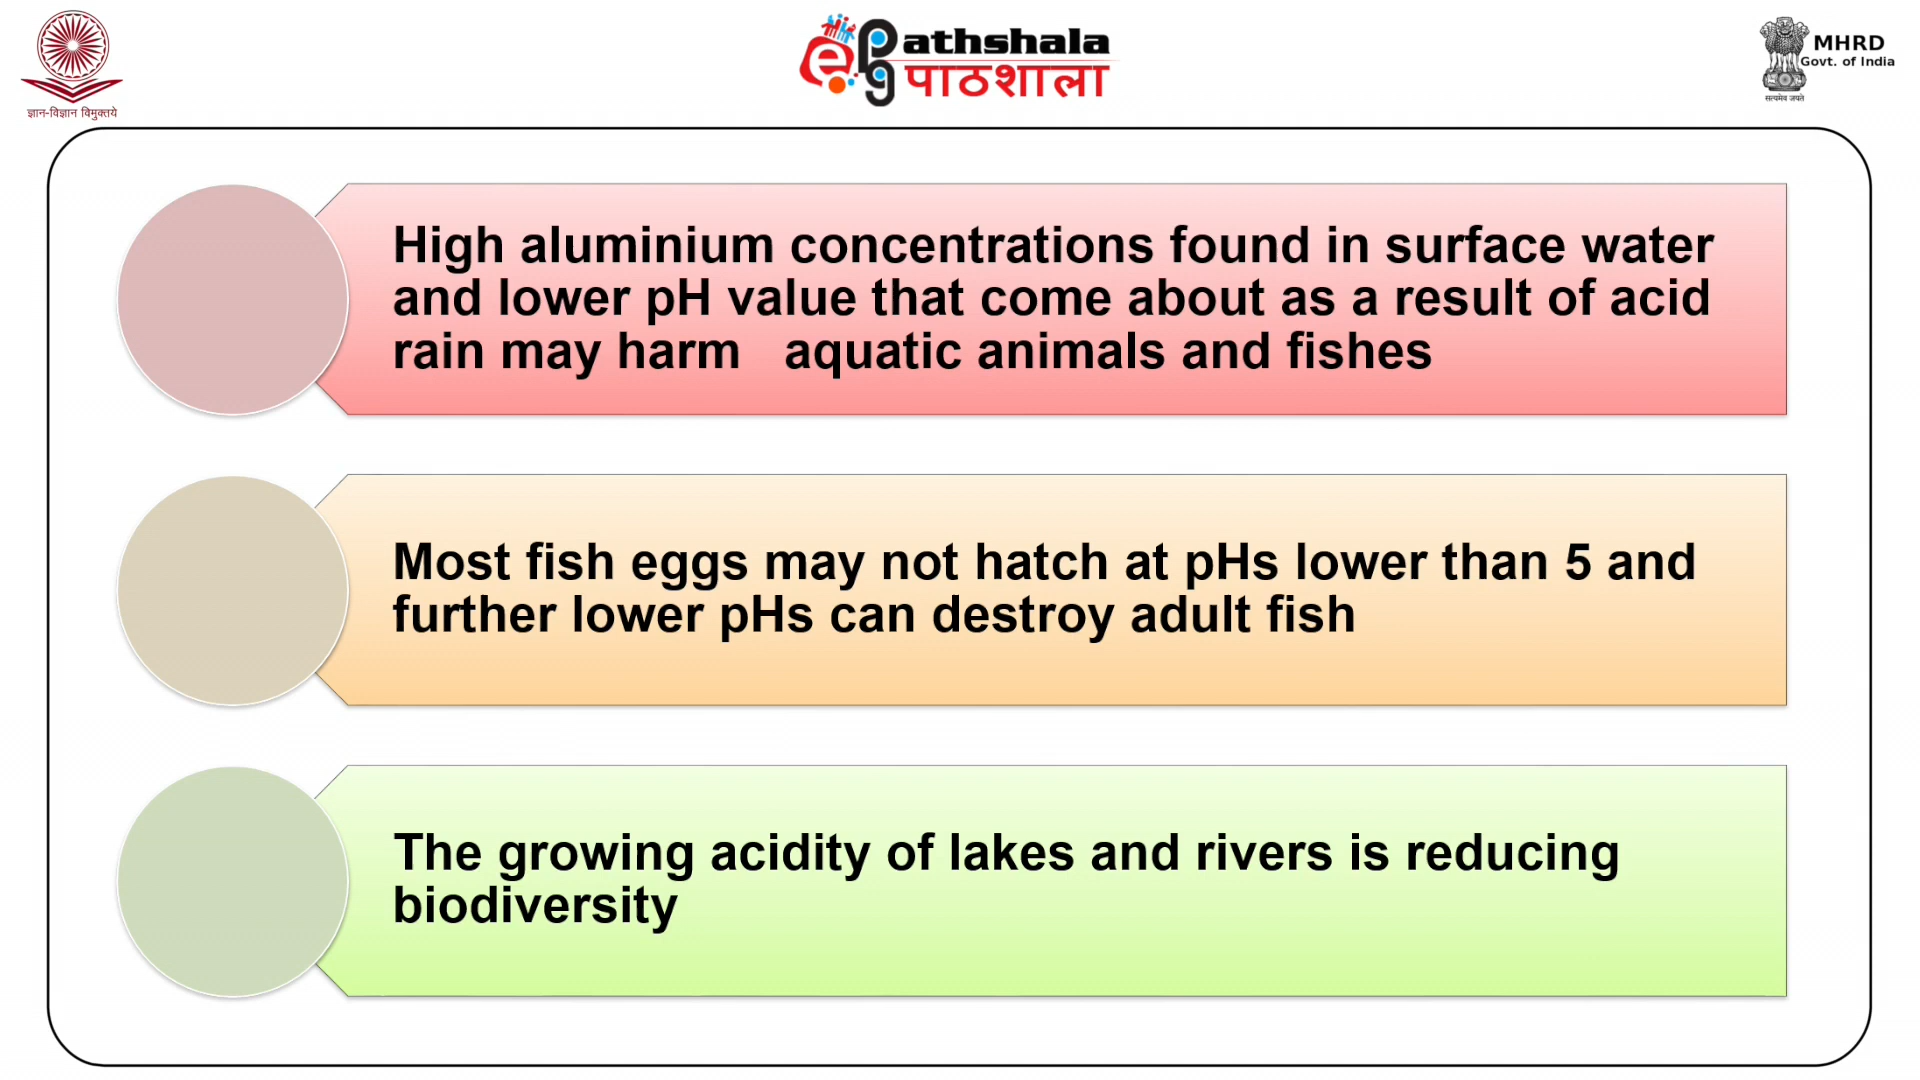 ज्ञान-विज्ञान विमुक्तये
e pg athshala
पाठशाला
MHRD
Govt. of India
सत्यमेव जयते
High aluminium concentrations found in surface water
and lower pH value that come about as a result of acid
rain may harm aquatic animals and fishes
Most fish eggs may not hatch at pHs lower than 5 and
further lower pHs can destroy adult fish
The growing acidity of lakes and rivers is reducing
biodiversity